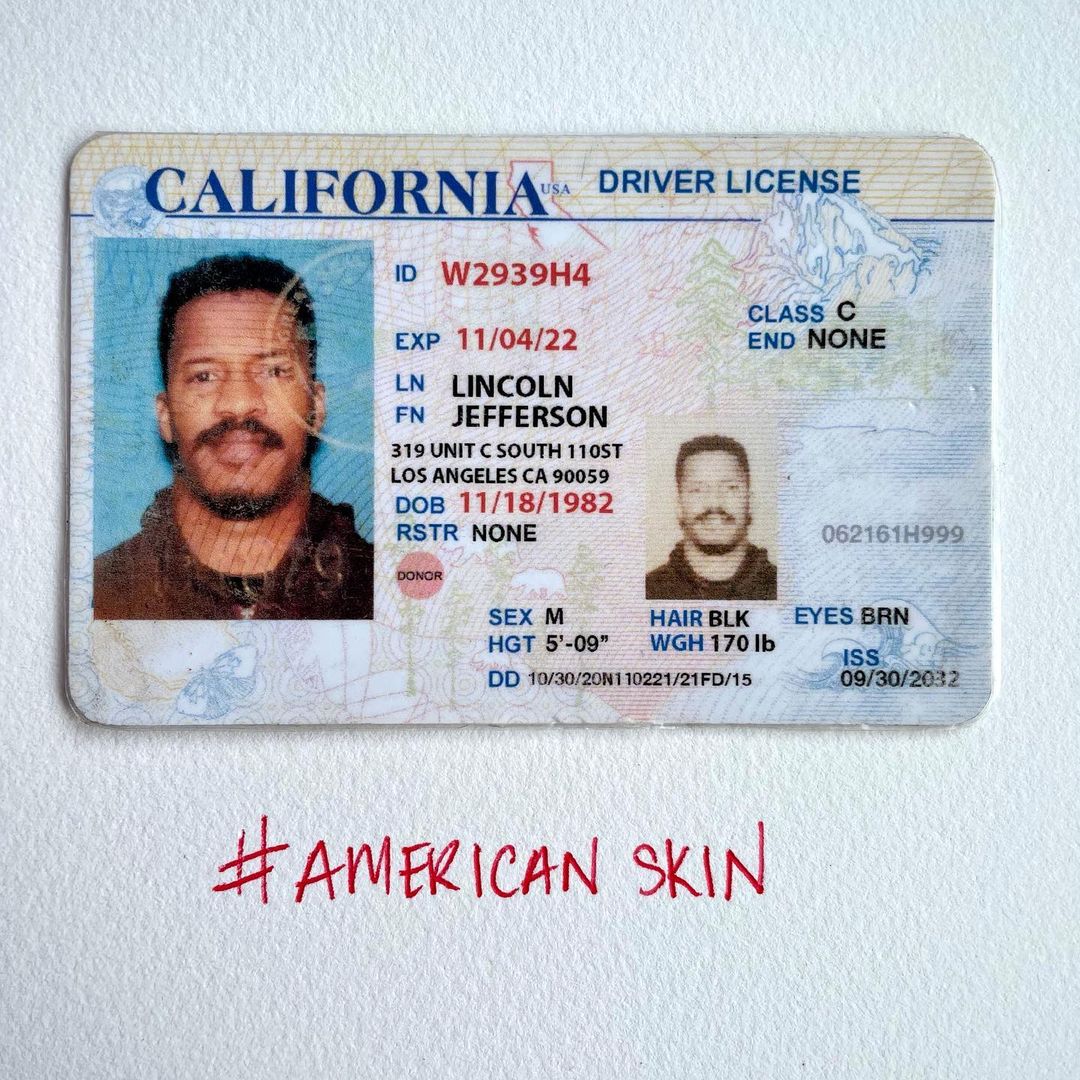 CALIFORNIA USA DRIVER LICENSE
ID W2939H4
CLASS C
END NONE
EXP 11/04/22
LN LINCOLN
FN JEFFERSON
319 UNIT C SOUTH 110ST
LOS ANGELES CA 90059
DOB 11/18/1982
RSTR NONE
062161H999
DONOR
SEX M
HAIR BLK
EYES BRN
HGT 5'-09”
WGH 170 lb
ISS
DD 10/30/20N110221/21FD/15
09/30/2032
#AMERICAN SKIN